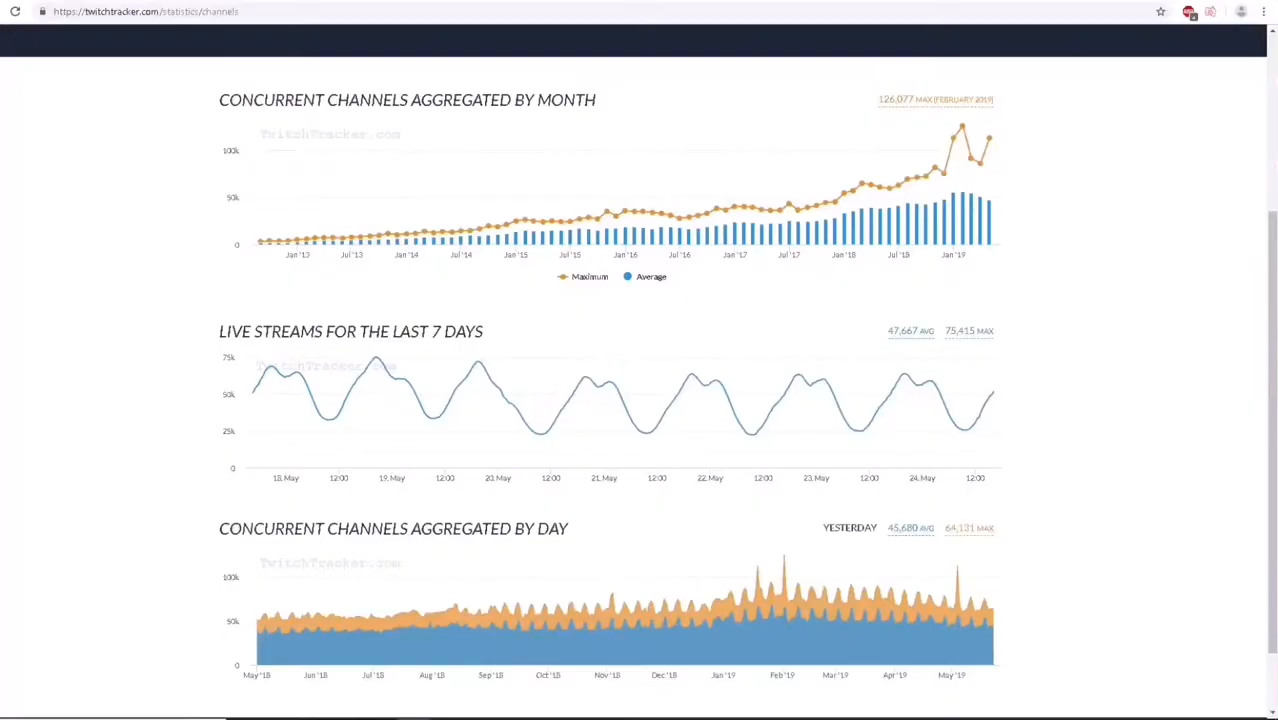 https://twitchtracker.com/statistics/channels
CONCURRENT CHANNELS AGGREGATED BY MONTH
126,077 MAX (FEBRUARY 2019)
TwitchTracker.com
100k
50k
0
Jan '13 Jul '13 Jan '14 Jul '14 Jan '15 Jul '15 Jan '16 Jul '16 Jan '17 Jul '17 Jan '18 Jul '18 Jan '19
Maximum Average
LIVE STREAMS FOR THE LAST 7 DAYS
47,667 AVG 75,415 MAX
TwitchTracker.com
75k
50k
25k
0
18. May 12:00 19. May 12:00 20. May 12:00 21. May 12:00 22. May 12:00 23. May 12:00 24. May 12:00
CONCURRENT CHANNELS AGGREGATED BY DAY
YESTERDAY 45,680 AVG 64,131 MAX
TwitchTracker.com
100k
50k
0
May '18 Jun '18 Jul '18 Aug '18 Sep '18 Oct '18 Nov '18 Dec '18 Jan '19 Feb '19 Mar '19 Apr '19 May '19